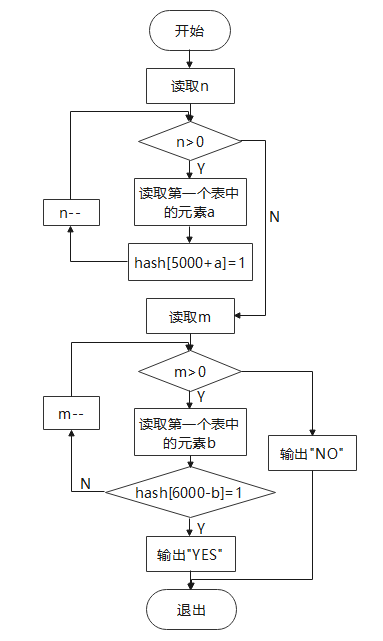 开始
读取n
n>0
Y
读取第一个表中
的元素a
n--
N
hash[5000+a]=1
读取m
m>0
Y
读取第一个表中
的元素b
m--
输出"NO"
N
hash[6000-b]=1
Y
输出"YES"
退出